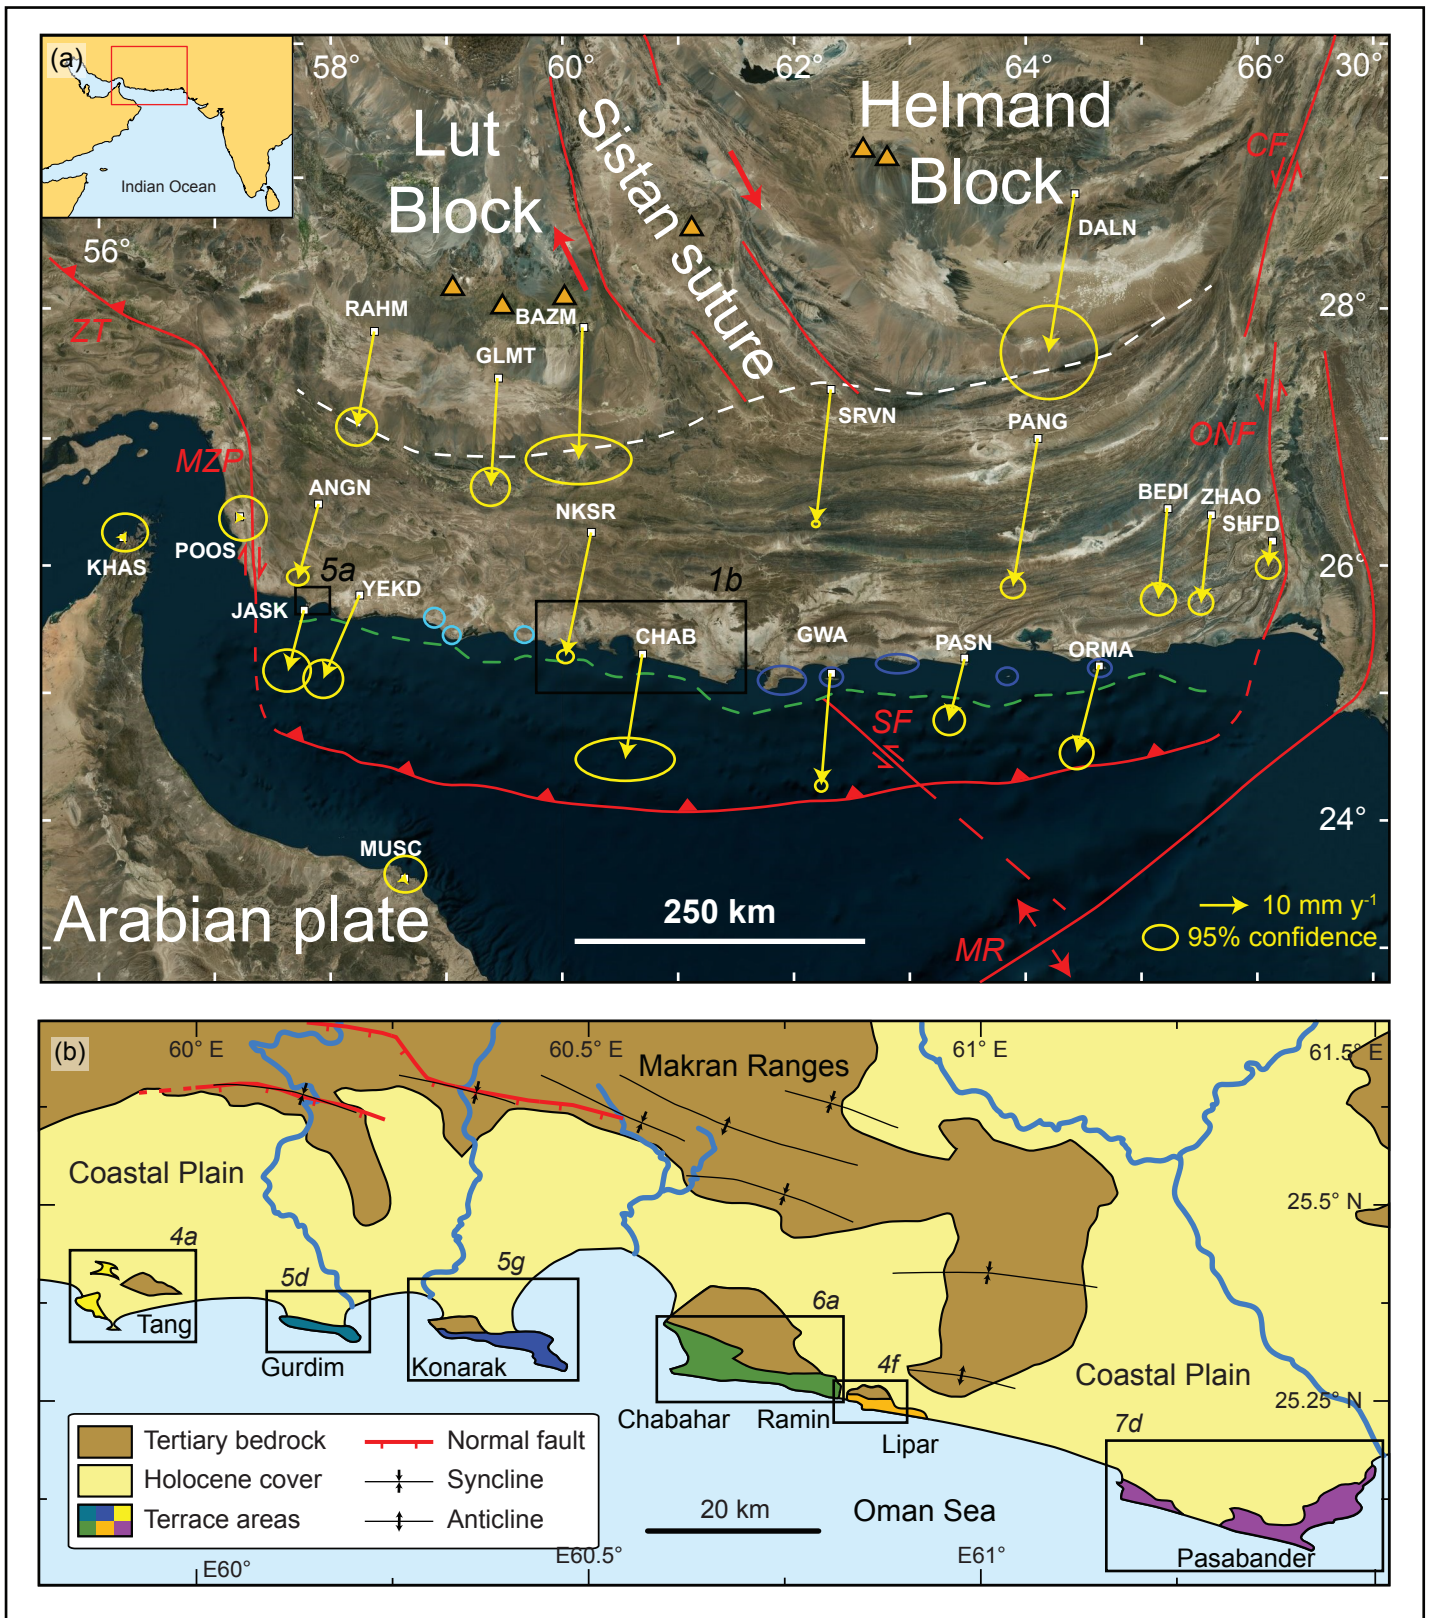 (a)
Indian Ocean
58°
60°
62°
64°
66°
30°
Lut
Block
Sistan suture
Helmand
Block
CF
56°
DALN
ZT
RAHM
BAZM
28°
GLMT
SRVN
PANG
ONF
MZP
ANGN
NKSR
BEDI
ZHAO
SHFD
POOS
KHAS
5a
YEKD
1b
26°
JASK
CHAB
GWA
PASN
ORMA
SF
24°
MUSC
Arabian plate
250 km
10 mm y-1
95% confidence
MR
(b)
60° E
60.5° E
Makran Ranges
61° E
61.5° E
Coastal Plain
25.5° N
4a
5d
5g
6a
Tang
Gurdim
Konarak
4f
Coastal Plain
25.25° N
Chabahar
Ramin
Lipar
7d
Tertiary bedrock
Normal fault
Holocene cover
Syncline
Terrace areas
Anticline
20 km
Oman Sea
Pasabander
E60°
E60.5°
E61°